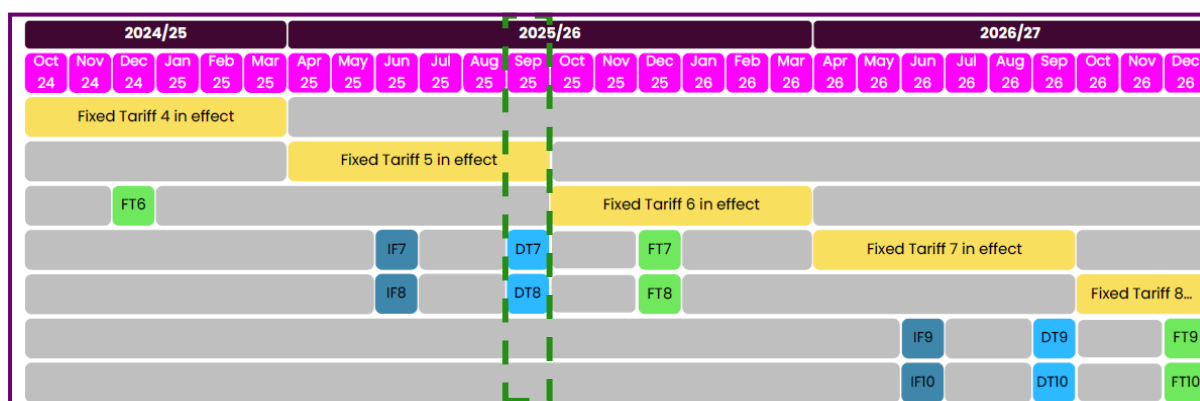 2024/25 2025/26 2026/27
Oct Nov Dec Jan Feb Mar Apr May Jun Jul Aug Sep Oct Nov Dec Jan Feb Mar Apr May Jun Jul Aug Sep Oct Nov Dec
24 24 24 25 25 25 25 25 25 25 25 25 25 25 25 26 26 26 26 26 26 26 26 26 26 26 26
Fixed Tariff 4 in effect
Fixed Tariff 5 in effect
FT6 Fixed Tariff 6 in effect
IF7 DT7 FT7 Fixed Tariff 7 in effect
IF8 DT8 FT8 Fixed Tariff 8...
IF9 DT9 FT9
IF10 DT10 FT10